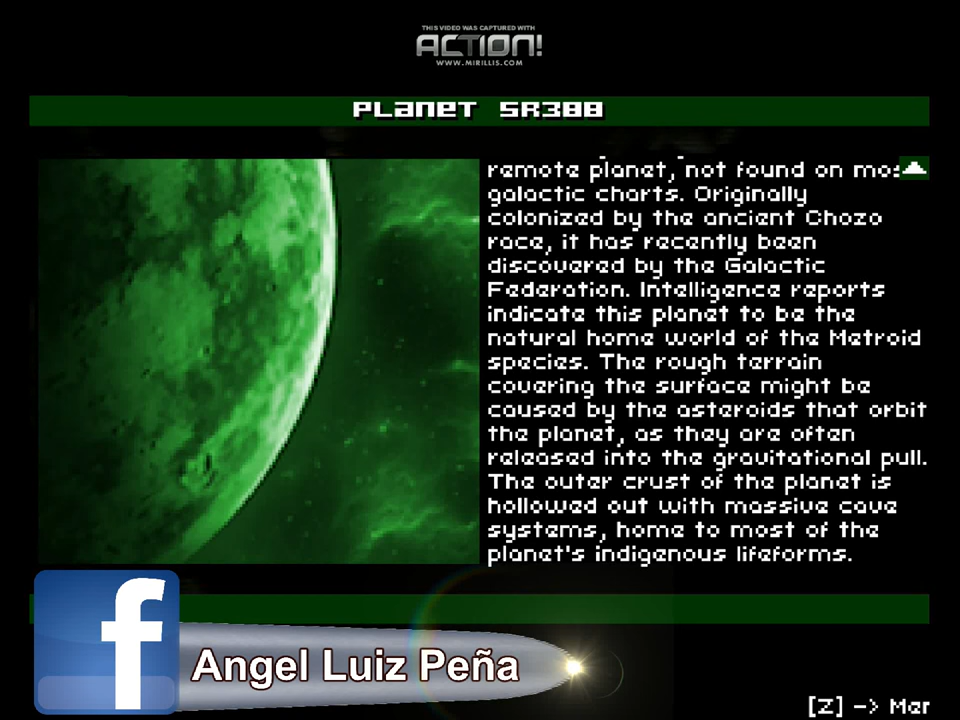 THIS VIDEO WAS CAPTURED WITH
ACTION!
WWW.MIRILLIS.COM
PLANET SR388
remote planet, not found on mos
galactic charts. Originally
colonized by the ancient Chozo
race, it has recently been
discovered by the Galactic
Federation. Intelligence reports
indicate this planet to be the
natural home world of the Metroid
species. The rough terrain
covering the surface might be
caused by the asteroids that orbit
the planet, as they are often
released into the gravitational pull.
The outer crust of the planet is
hollowed out with massive cave
systems, home to most of the
planet's indigenous lifeforms.
f
Angel Luiz Peña
[Z] -> Mer